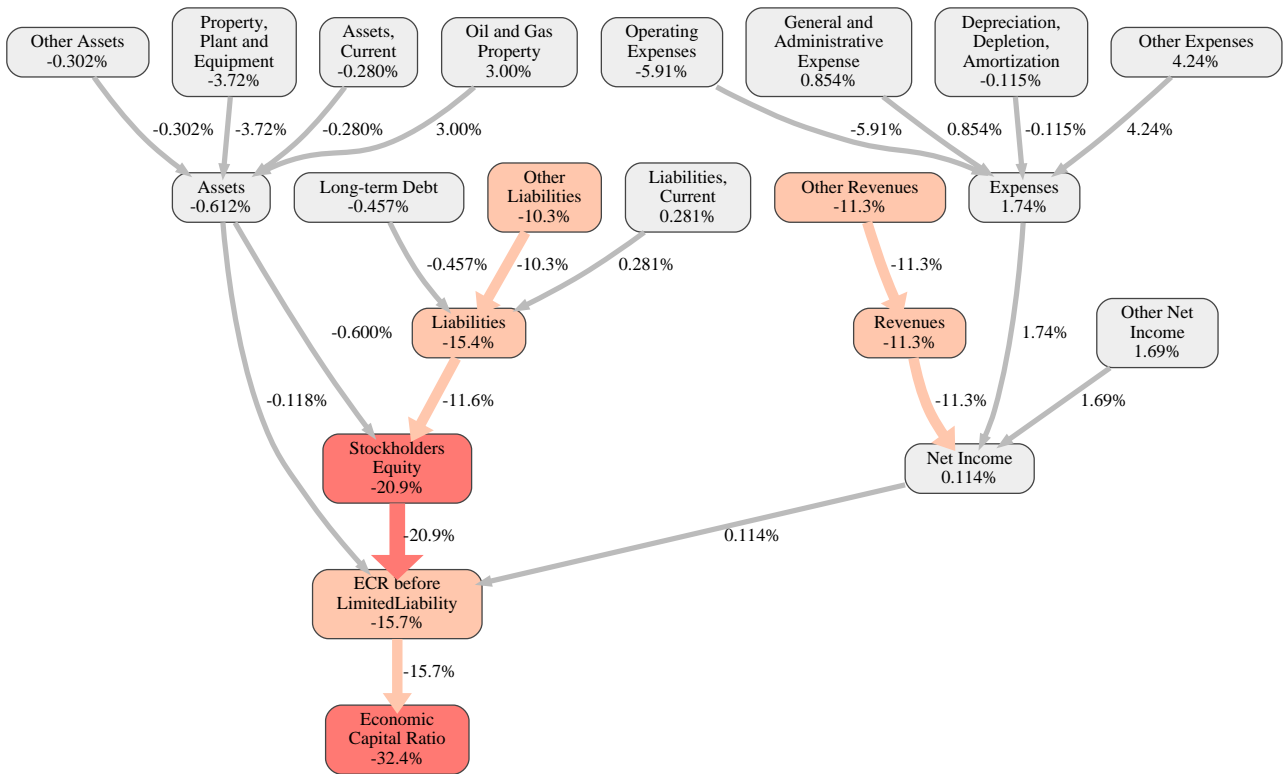 Other Assets
-0.302%
Property,
Plant and
Equipment
-3.72%
Assets,
Current
-0.280%
Oil and Gas
Property
3.00%
Operating
Expenses
-5.91%
General and
Administrative
Expense
0.854%
Depreciation,
Depletion,
Amortization
-0.115%
Other Expenses
4.24%
-0.302%
-3.72%
-0.280%
3.00%
-5.91%
0.854%
-0.115%
4.24%
Assets
-0.612%
Long-term Debt
-0.457%
Other
Liabilities
-10.3%
Liabilities,
Current
0.281%
Other Revenues
-11.3%
Expenses
1.74%
-0.457%
-10.3%
0.281%
-11.3%
Liabilities
-15.4%
Revenues
-11.3%
Other Net
Income
1.69%
-0.600%
1.74%
-0.118%
-11.6%
-11.3%
1.69%
Stockholders
Equity
-20.9%
Net Income
0.114%
-20.9%
0.114%
ECR before
LimitedLiability
-15.7%
-15.7%
Economic
Capital Ratio
-32.4%